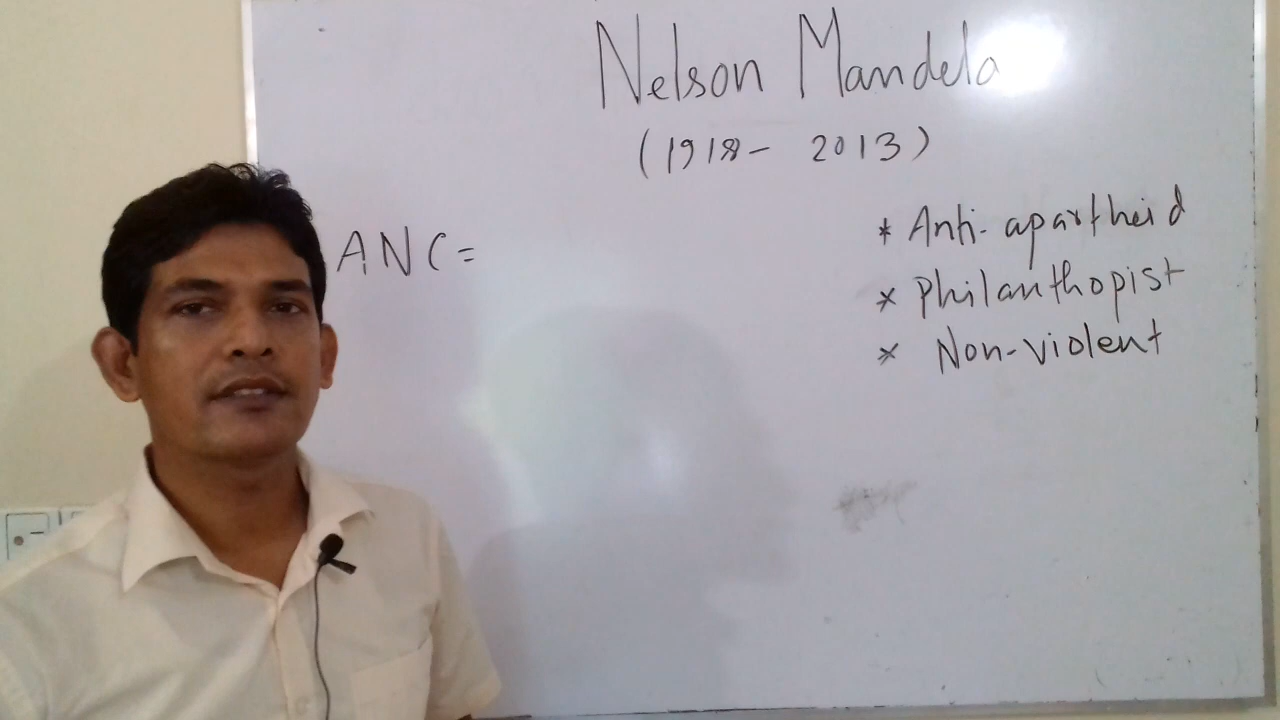 Nelson Mandela
(1918- 2013)
ANC=
* Anti-apartheid
* Philanthopist
* Non-violent